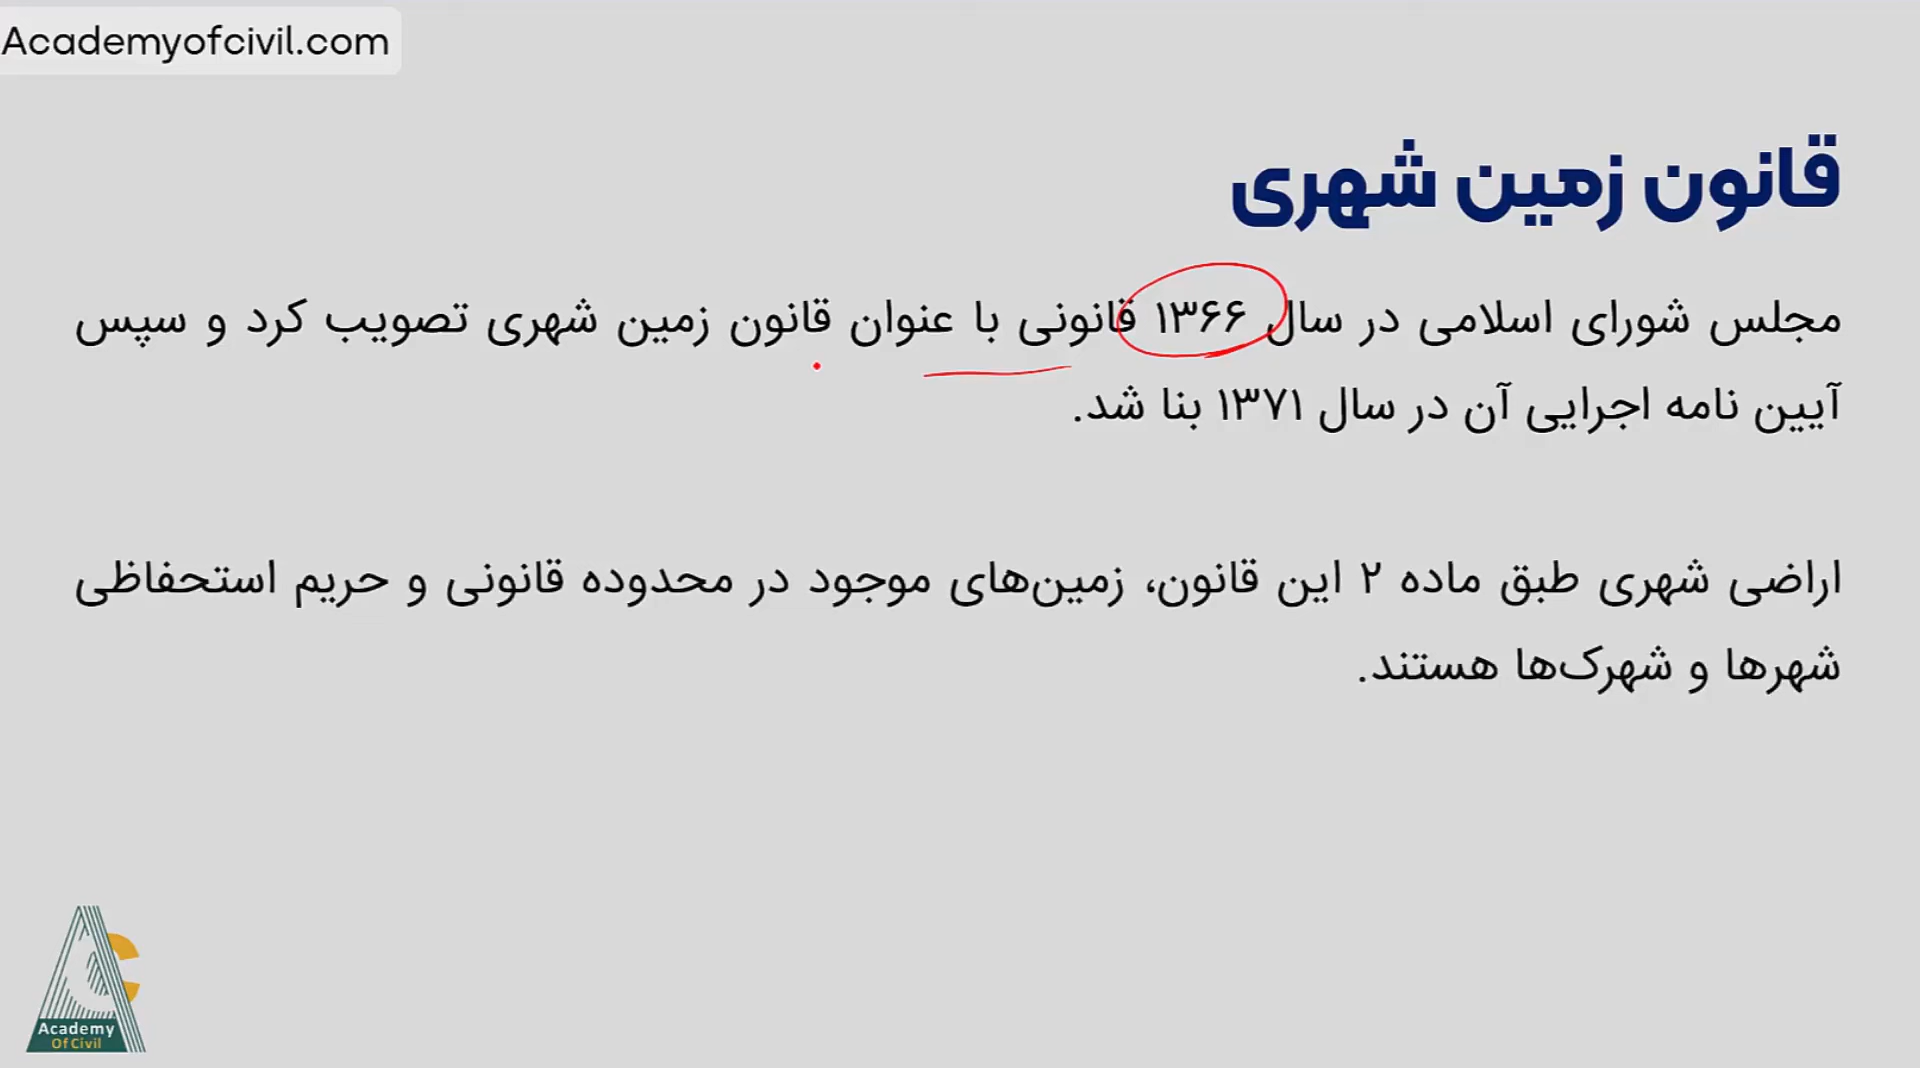 Academyofcivil.com
قانون زمین شهری
مجلس شورای اسلامی در سال ۱۳۶۶ قانونی با عنوان قانون زمین شهری تصویب کرد و سپس
آیین نامه اجرایی آن در سال ۱۳۷۱ بنا شد.
اراضی شهری طبق ماده ۲ این قانون، زمین‌های موجود در محدوده قانونی و حریم استحفاظی
شهرها و شهرک‌ها هستند.
Academy
Of Civil